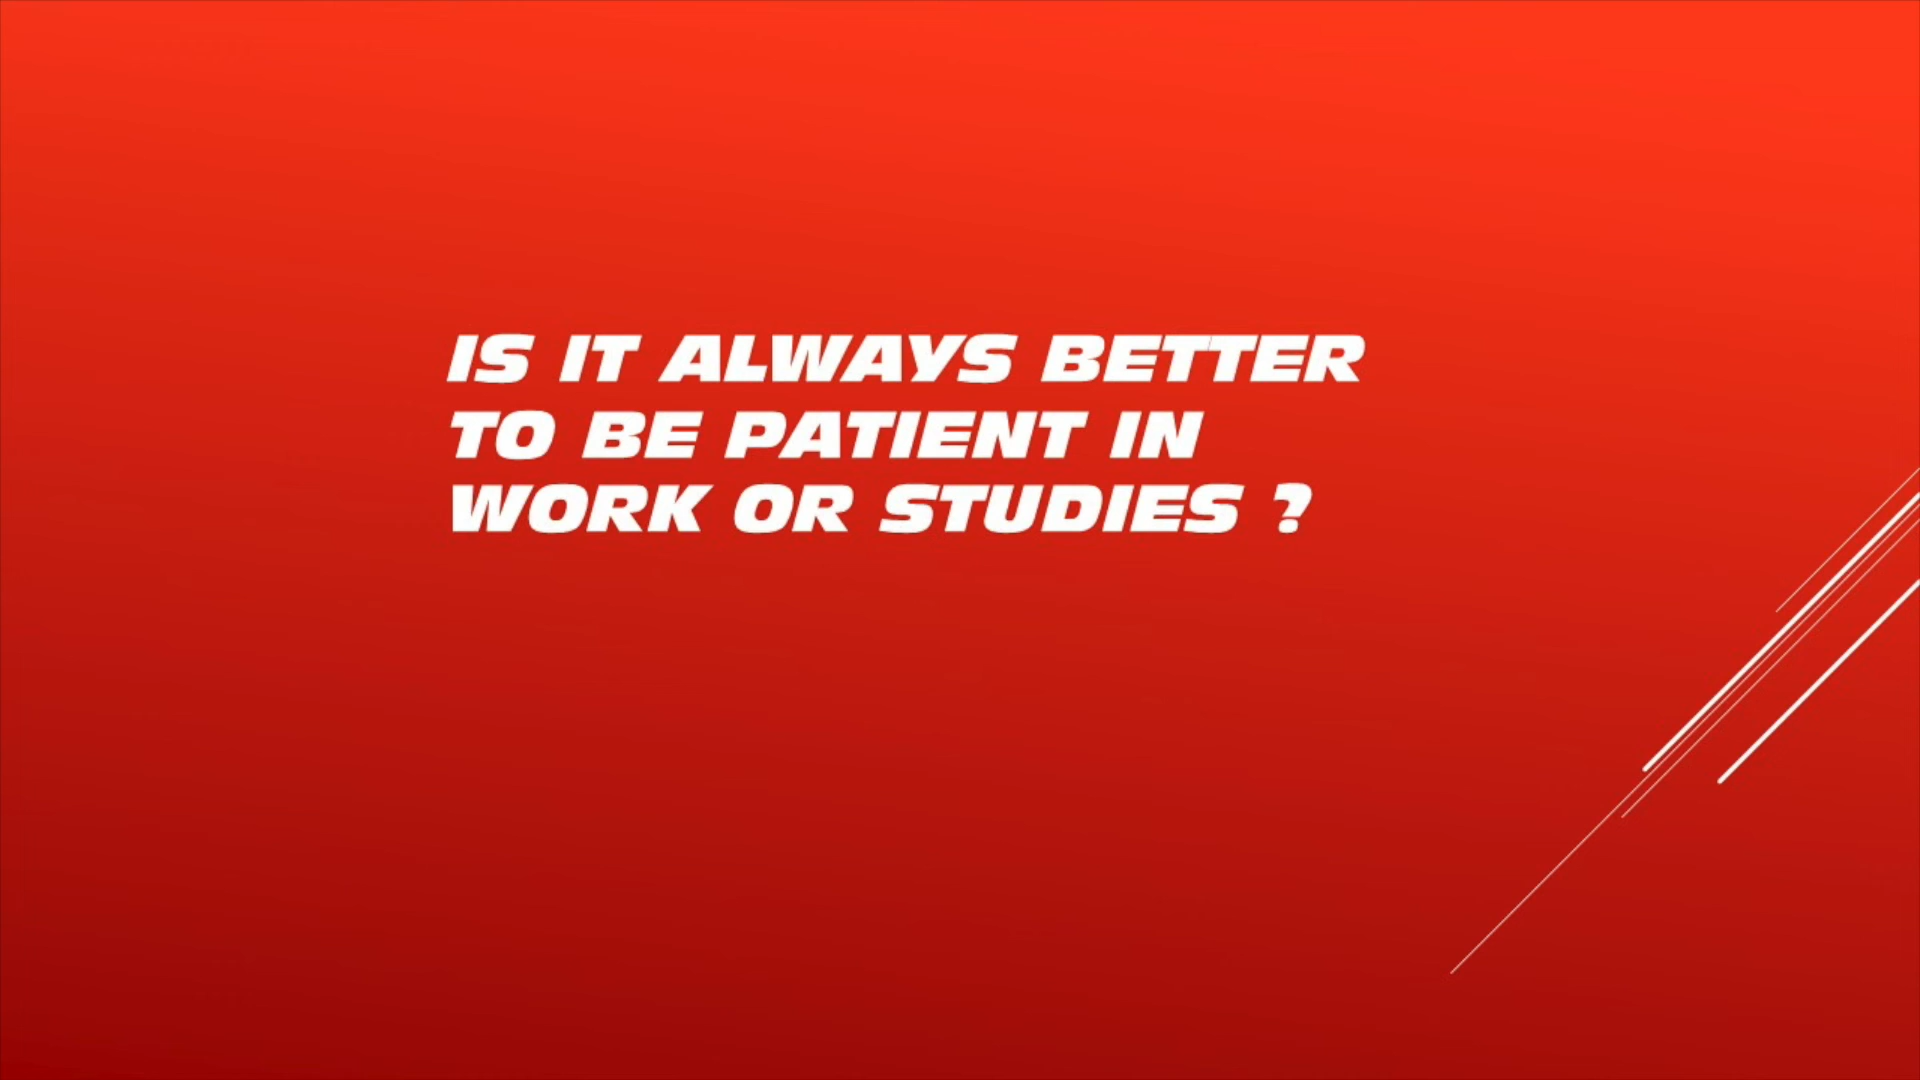 IS IT ALWAYS BETTER
TO BE PATIENT IN
WORK OR STUDIES ?